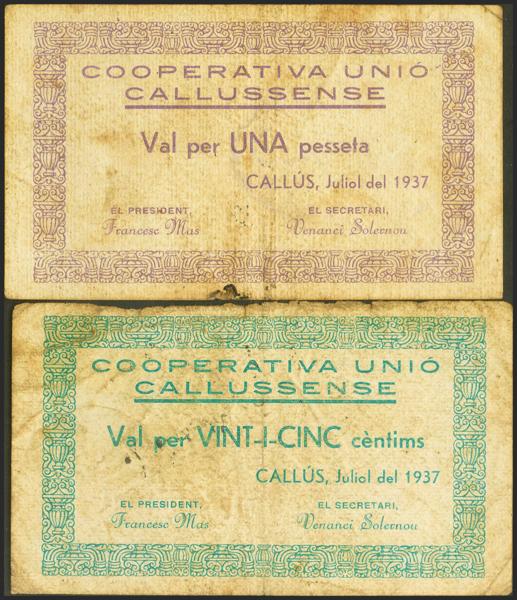 COOPERATIVA UNIÓ
CALLUSSENSE
Val per UNA pesseta
CALLÚS, Juliol del 1937
EL PRESIDENT,
Francesc Mas
EL SECRETARI,
Venanci Solernou
COOPERATIVA UNIÓ
CALLUSSENSE
Val per VINT-I-CINC cèntims
CALLÚS, Juliol del 1937
EL PRESIDENT,
Francesc Mas
EL SECRETARI,
Venanci Solernou